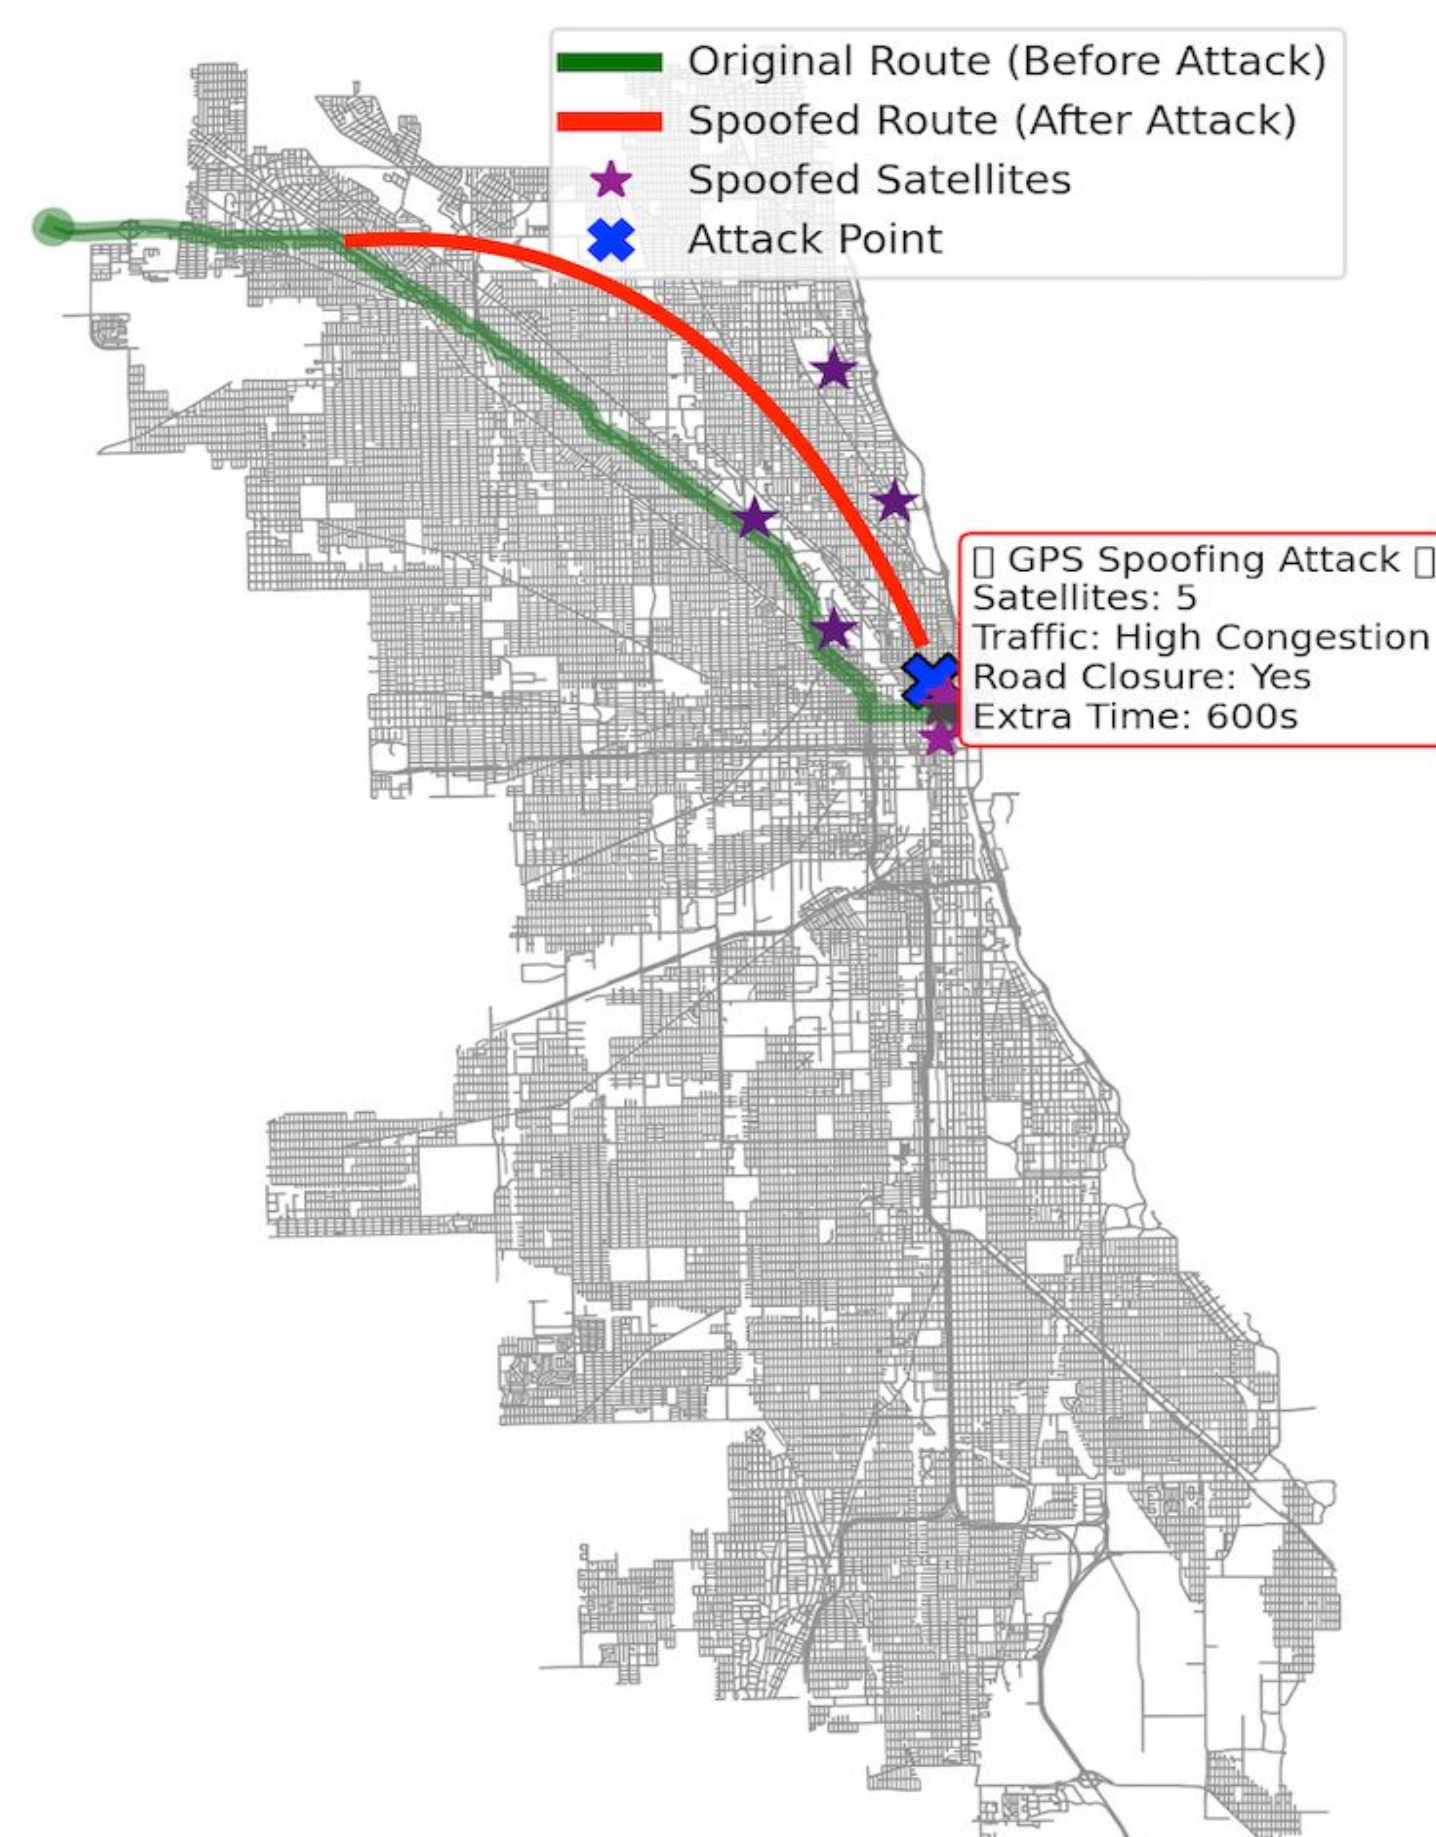 Original Route (Before Attack)
Spoofed Route (After Attack)
Spoofed Satellites
Attack Point
▯ GPS Spoofing Attack ▯
Satellites: 5
Traffic: High Congestion
Road Closure: Yes
Extra Time: 600s